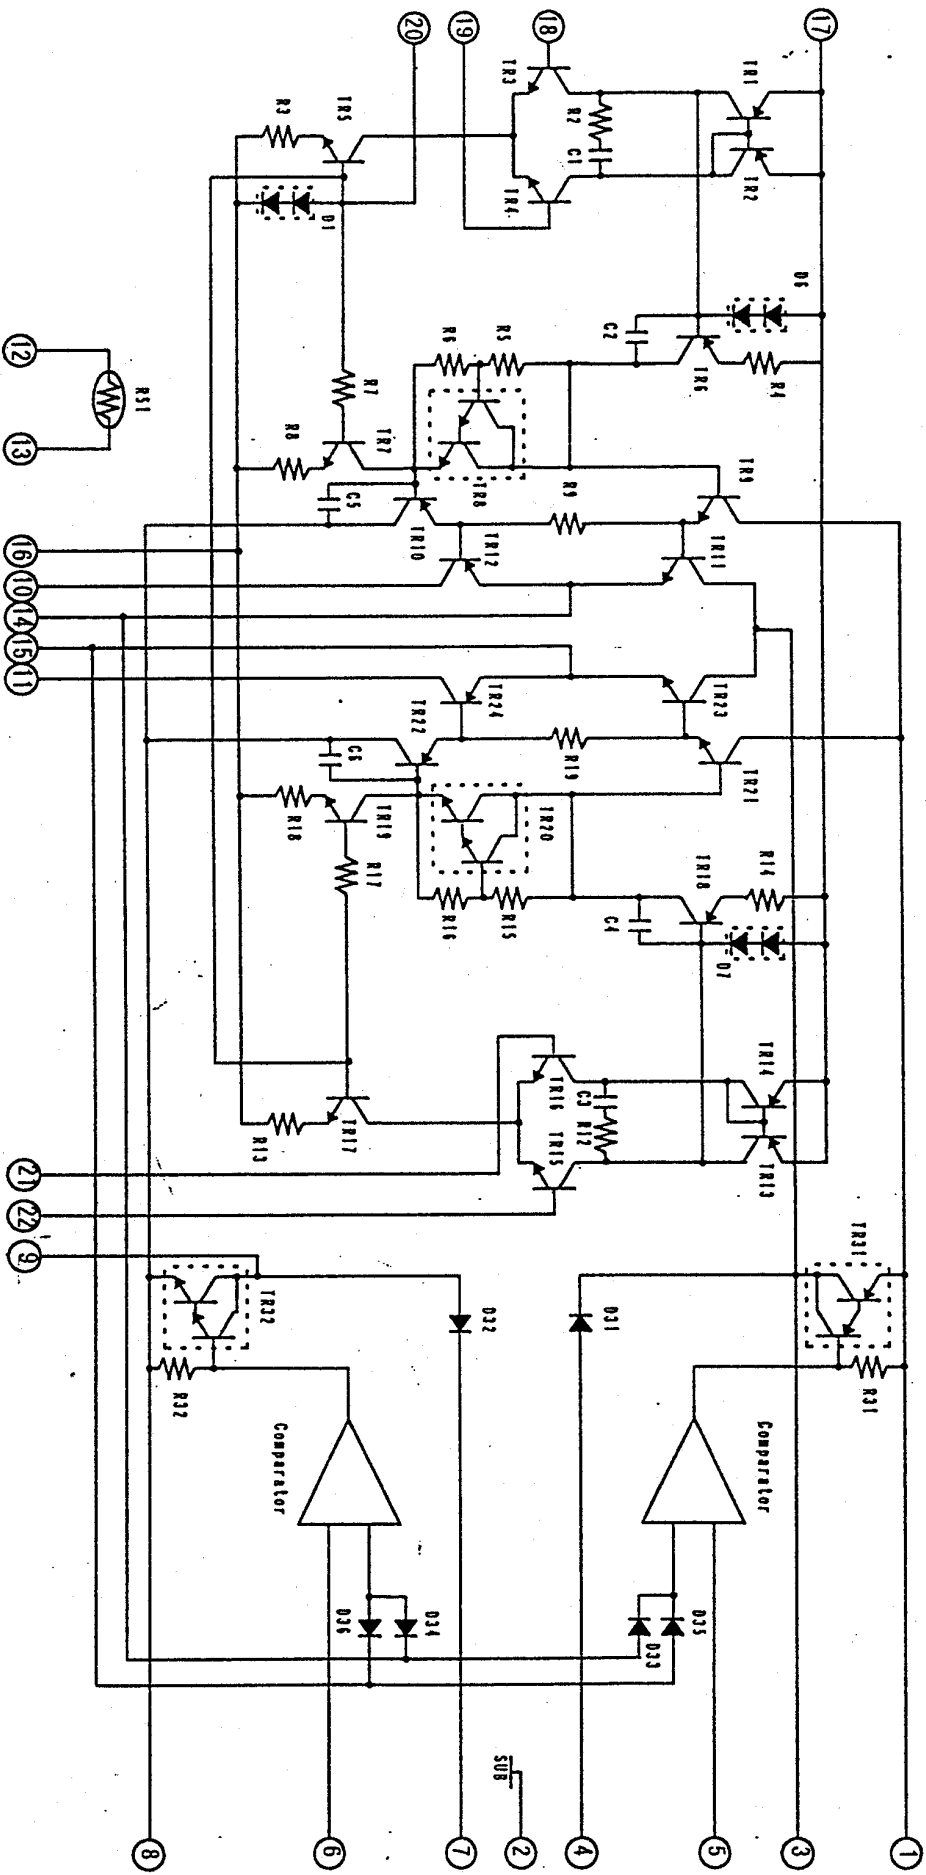 1
TR31
R31
17
D6
3
R4
TR1
R14
TR14
TR13
Comparator
TR2
TR21
D7
TR9
TR11
TR23
5
TR6
TR18
D35
D33
C2
C4
D31
4
R2
C1
R9
R19
C3
R12
18
TR16
TR15
TR20
2
SUB
TR3
TR4
R5
R15
TR12
TR24
D32
TR8
19
7
R6
R16
D34
20
TR10
TR22
TR7
TR19
R7
R17
C5
C6
TR17
TR5
D36
6
D1
R8
R18
R3
Comparator
TR32
R13
R32
8
RS1
12
13
16
10
14
15
11
21
22
9